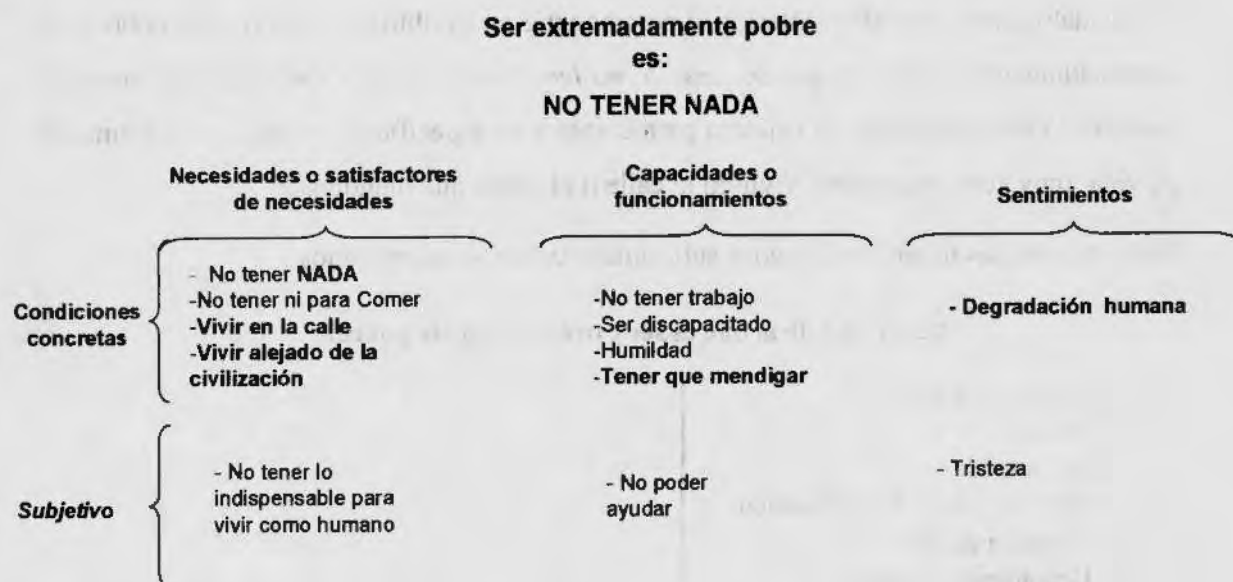 Ser extremadamente pobre
es:
NO TENER NADA
Necesidades o satisfactores
de necesidades
Capacidades o
funcionamientos
Sentimientos
Condiciones
concretas
- No tener NADA
-No tener ni para Comer
-Vivir en la calle
-Vivir alejado de la
civilización
-No tener trabajo
-Ser discapacitado
-Humildad
-Tener que mendigar
- Degradación humana
Subjetivo
- No tener lo
indispensable para
vivir como humano
- No poder
ayudar
- Tristeza